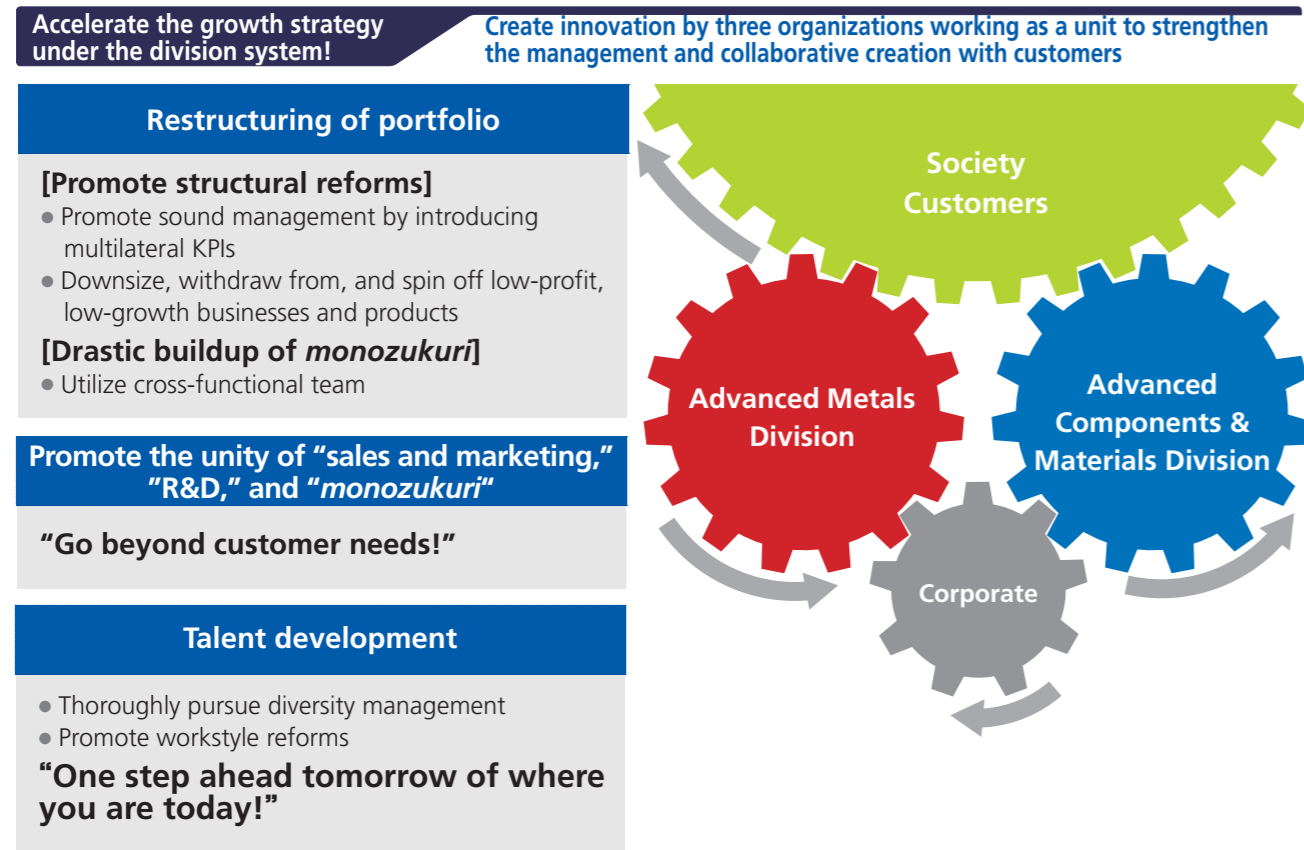 Accelerate the growth strategy
under the division system!
Create innovation by three organizations working as a unit to strengthen
the management and collaborative creation with customers
Restructuring of portfolio
[Promote structural reforms]
● Promote sound management by introducing
multilateral KPIs
● Downsize, withdraw from, and spin off low-profit,
low-growth businesses and products
[Drastic buildup of monozukuri]
● Utilize cross-functional team
Promote the unity of “sales and marketing,”
”R&D,” and “monozukuri“
“Go beyond customer needs!”
Talent development
● Thoroughly pursue diversity management
● Promote workstyle reforms
“One step ahead tomorrow of where
you are today!”
Society
Customers
Advanced Metals
Division
Advanced
Components &
Materials Division
Corporate